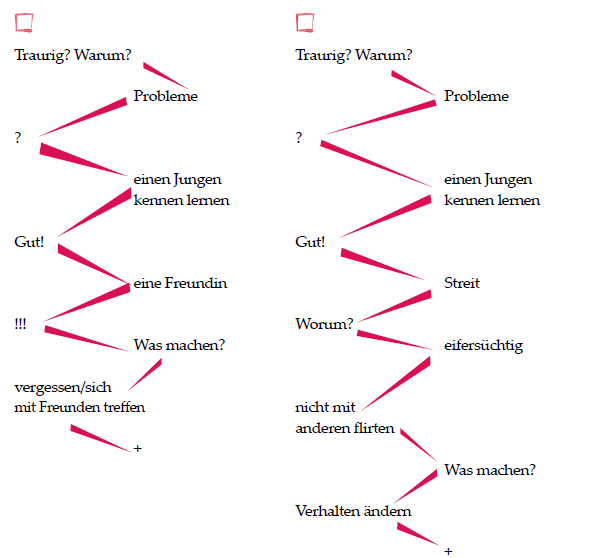 Traurig? Warum?
Probleme
?
einen Jungen
kennen lernen
Gut!
eine Freundin
!!!
Was machen?
vergessen/sich
mit Freunden treffen
+
Traurig? Warum?
Probleme
?
einen Jungen
kennen lernen
Gut!
Streit
Worum?
eifersüchtig
nicht mit
anderen flirten
Was machen?
Verhalten ändern
+